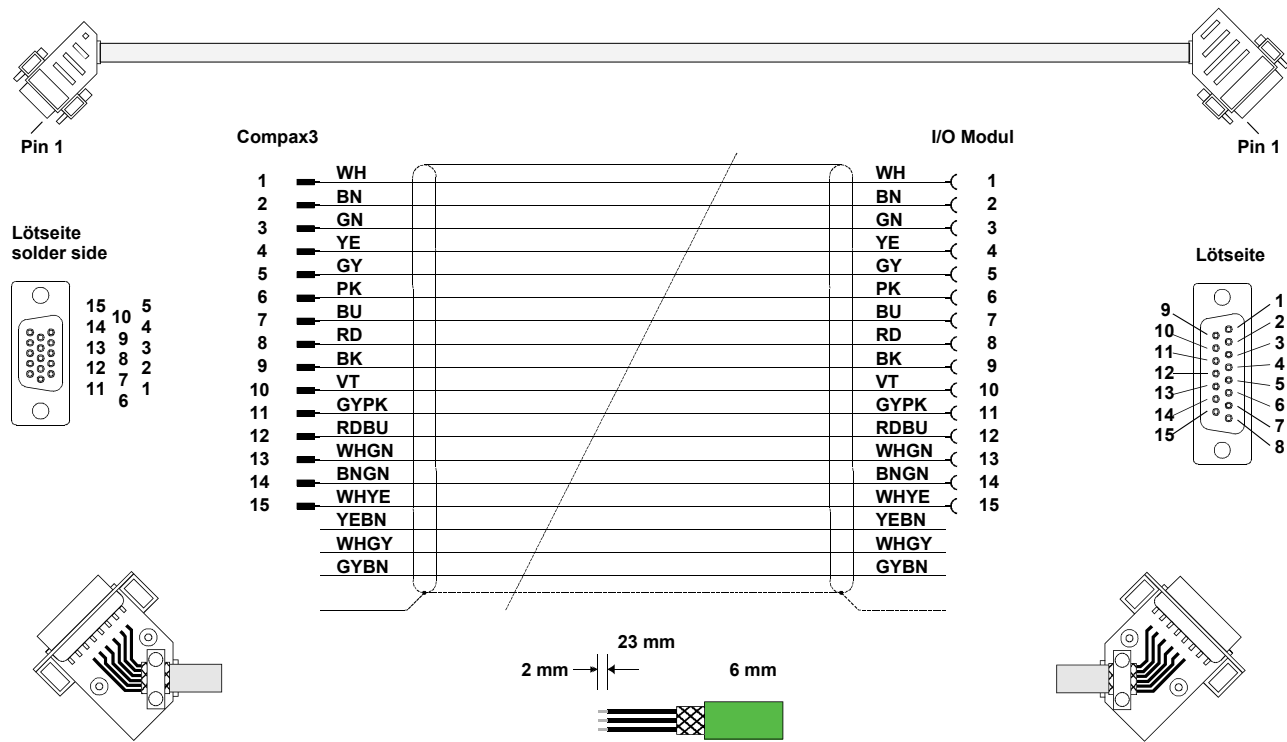 Pin 1
Pin 1
Compax3
I/O Modul
1 WH WH 1
2 BN BN 2
3 GN GN 3
4 YE YE 4
5 GY GY 5
6 PK PK 6
7 BU BU 7
8 RD RD 8
9 BK BK 9
10 VT VT 10
11 GYPK GYPK 11
12 RDBU RDBU 12
13 WHGN WHGN 13
14 BNGN BNGN 14
15 WHYE WHYE 15
YEBN YEBN
WHGY WHGY
GYBN GYBN
Lötseite
solder side
15 5
10
14 4
9
13 3
8
12 2
7
11 1
6
Lötseite
1
9
2
10
3
11
4
12
5
13
6
14
7
15
8
23 mm
2 mm 6 mm